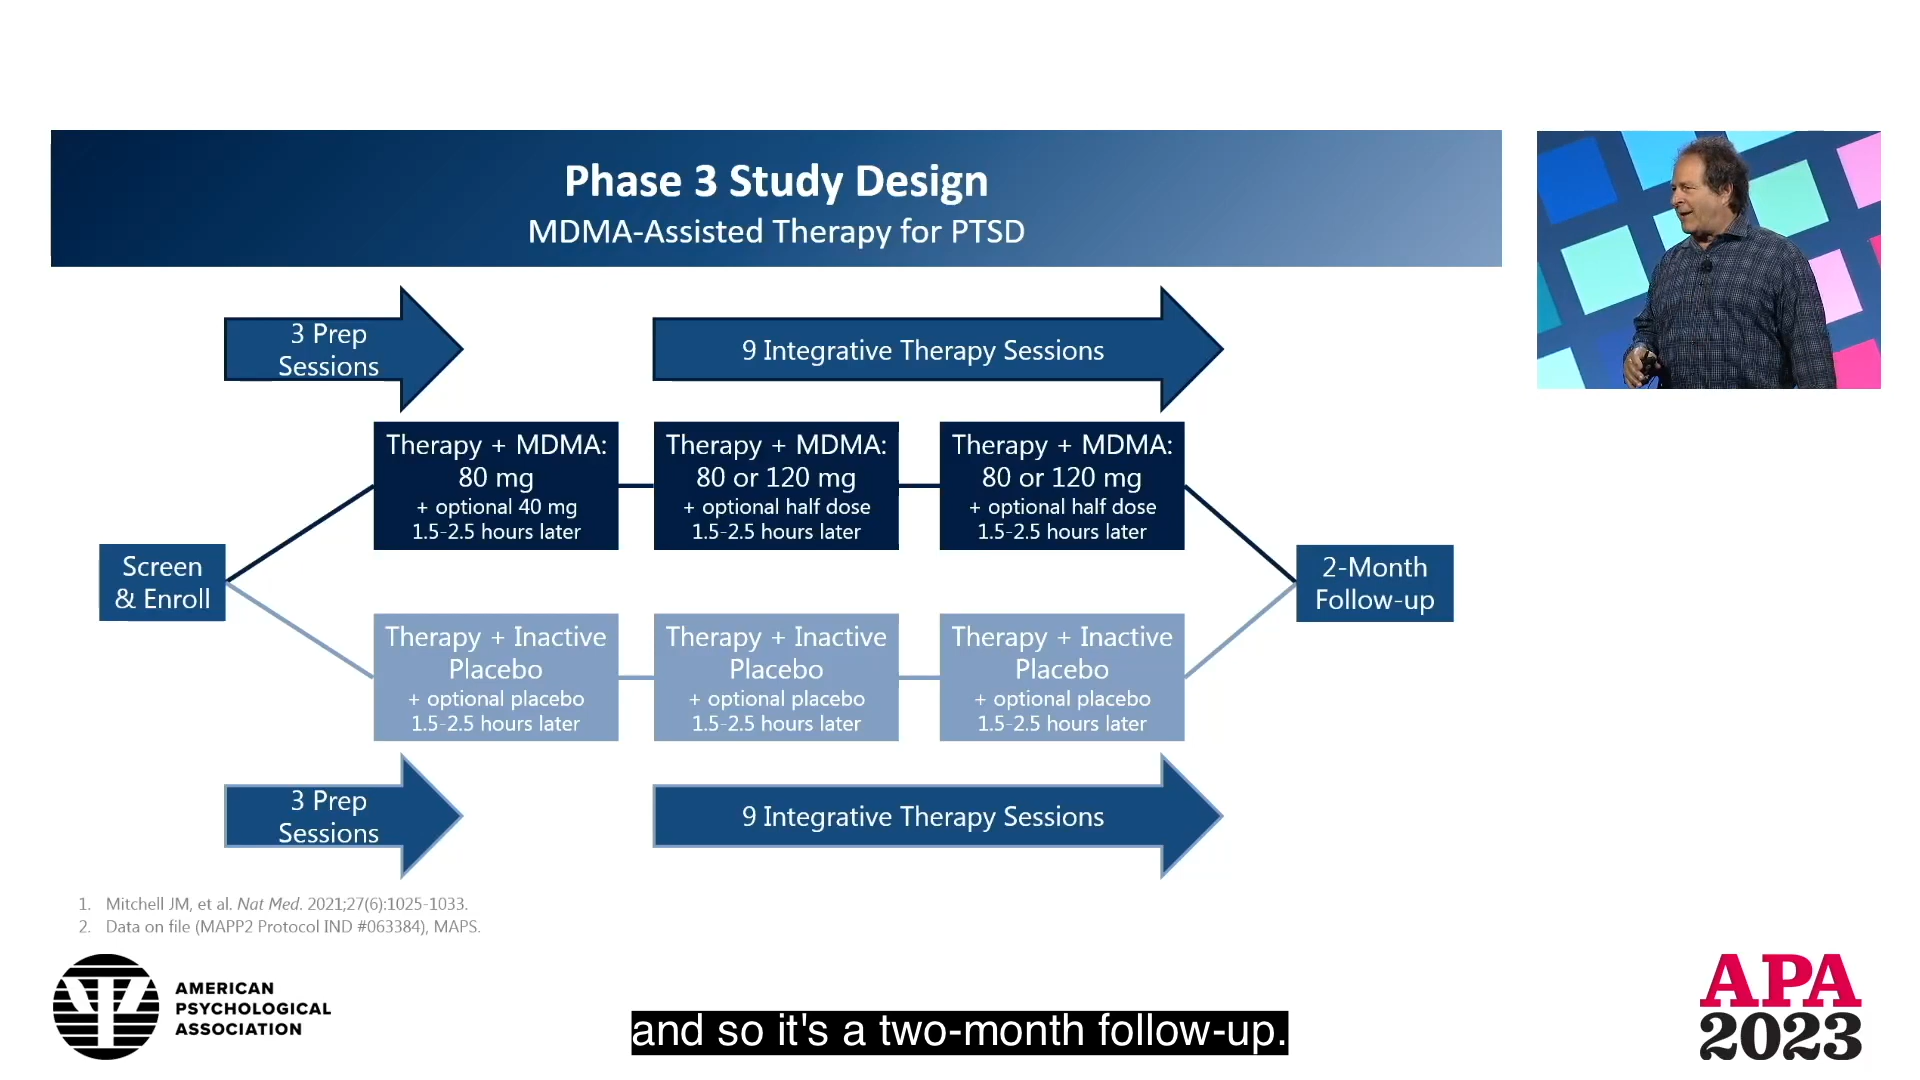 Phase 3 Study Design
MDMA-Assisted Therapy for PTSD
3 Prep
Sessions
9 Integrative Therapy Sessions
Therapy + MDMA:
80 mg
+ optional 40 mg
1.5-2.5 hours later
Therapy + MDMA:
80 or 120 mg
+ optional half dose
1.5-2.5 hours later
Therapy + MDMA:
80 or 120 mg
+ optional half dose
1.5-2.5 hours later
Screen
& Enroll
2-Month
Follow-up
Therapy + Inactive
Placebo
+ optional placebo
1.5-2.5 hours later
Therapy + Inactive
Placebo
+ optional placebo
1.5-2.5 hours later
Therapy + Inactive
Placebo
+ optional placebo
1.5-2.5 hours later
3 Prep
Sessions
9 Integrative Therapy Sessions
1. Mitchell JM, et al. Nat Med. 2021;27(6):1025-1033.
2. Data on file (MAPP2 Protocol IND #063384), MAPS.
AMERICAN
PSYCHOLOGICAL
ASSOCIATION
and so it's a two-month follow-up.
APA
2023